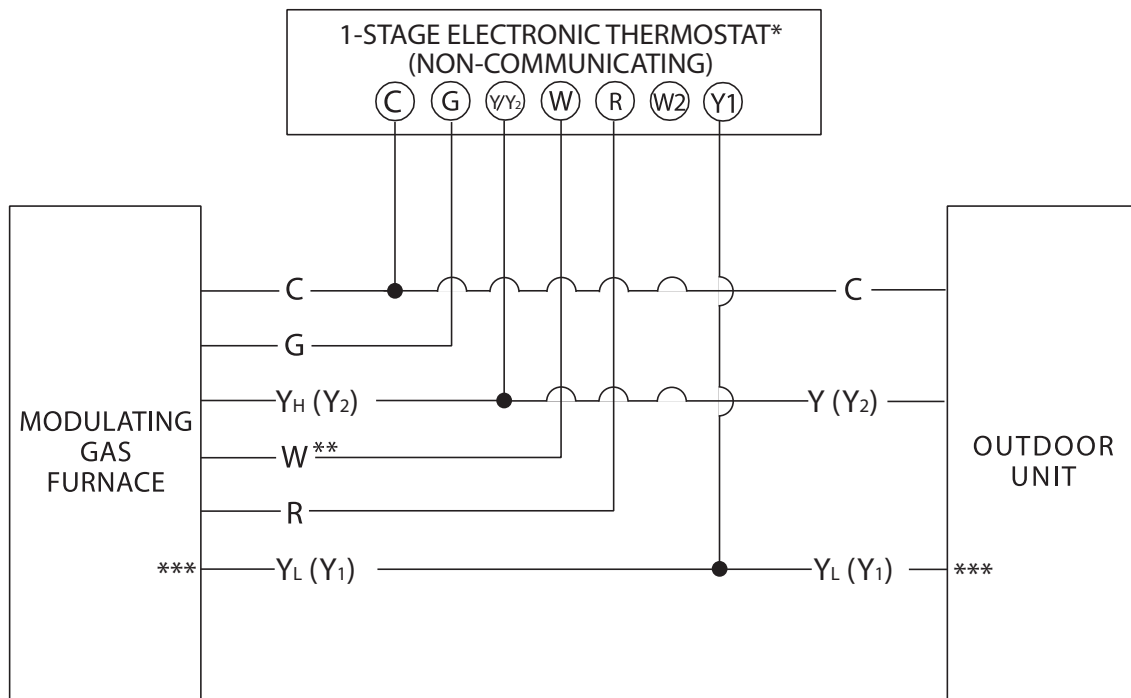 1-STAGE ELECTRONIC THERMOSTAT*
(NON-COMMUNICATING)
C G Y/Y2 W R W2 Y1
C C
G
YH (Y2) Y (Y2)
MODULATING
GAS
FURNACE
W**
OUTDOOR
UNIT
R
*** YL (Y1) YL (Y1) ***